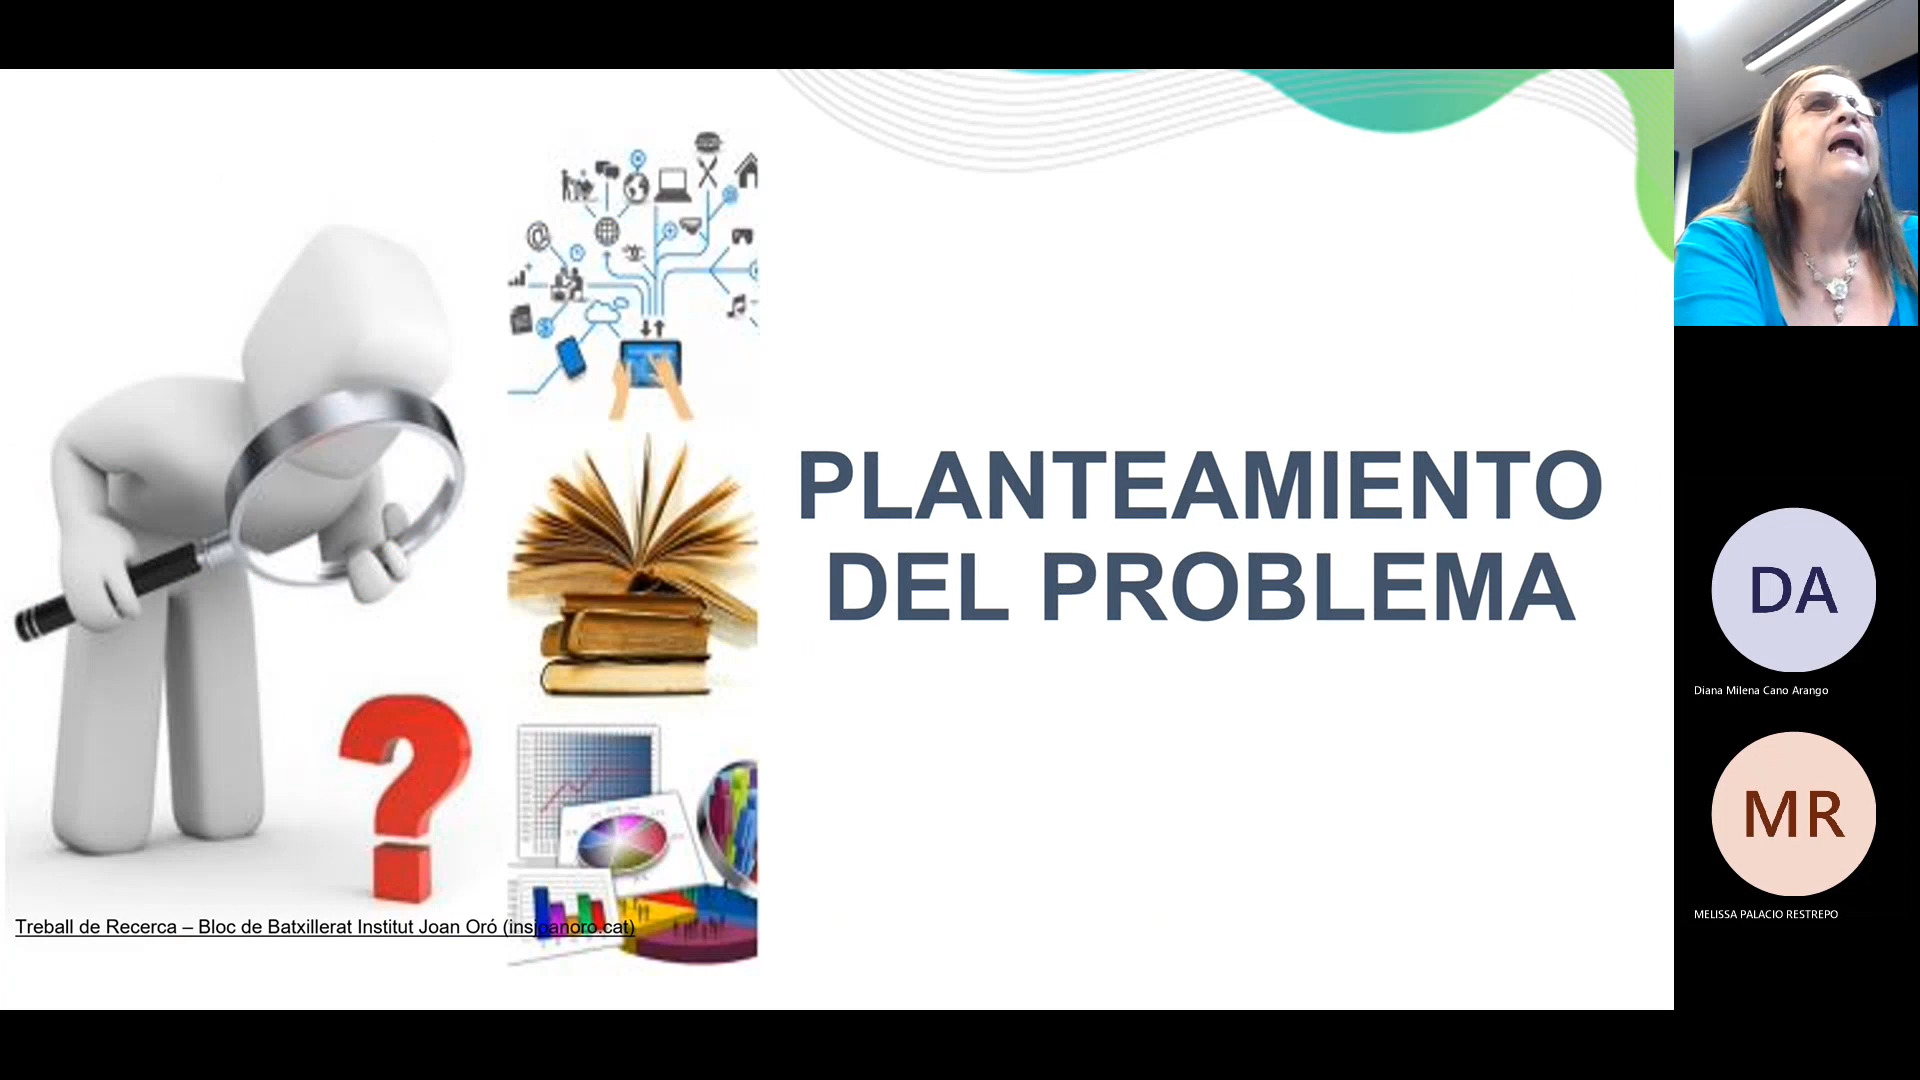 PLANTEAMIENTO
DEL PROBLEMA
Treball de Recerca – Bloc de Batxillerat Institut Joan Oró (insjoanoro.cat)
DA
Diana Milena Cano Arango
MR
MELISSA PALACIO RESTREPO